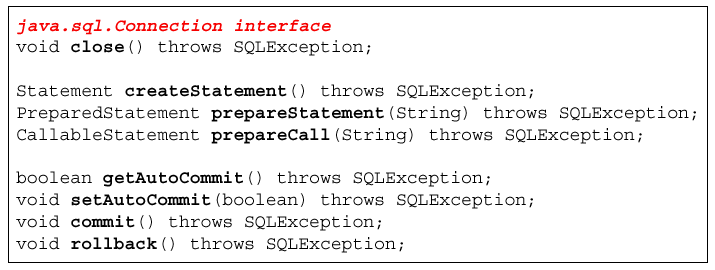 java.sql.Connection interface
void close() throws SQLException;
Statement createStatement() throws SQLException;
PreparedStatement prepareStatement(String) throws SQLException;
CallableStatement prepareCall(String) throws SQLException;
boolean getAutoCommit() throws SQLException;
void setAutoCommit(boolean) throws SQLException;
void commit() throws SQLException;
void rollback() throws SQLException;